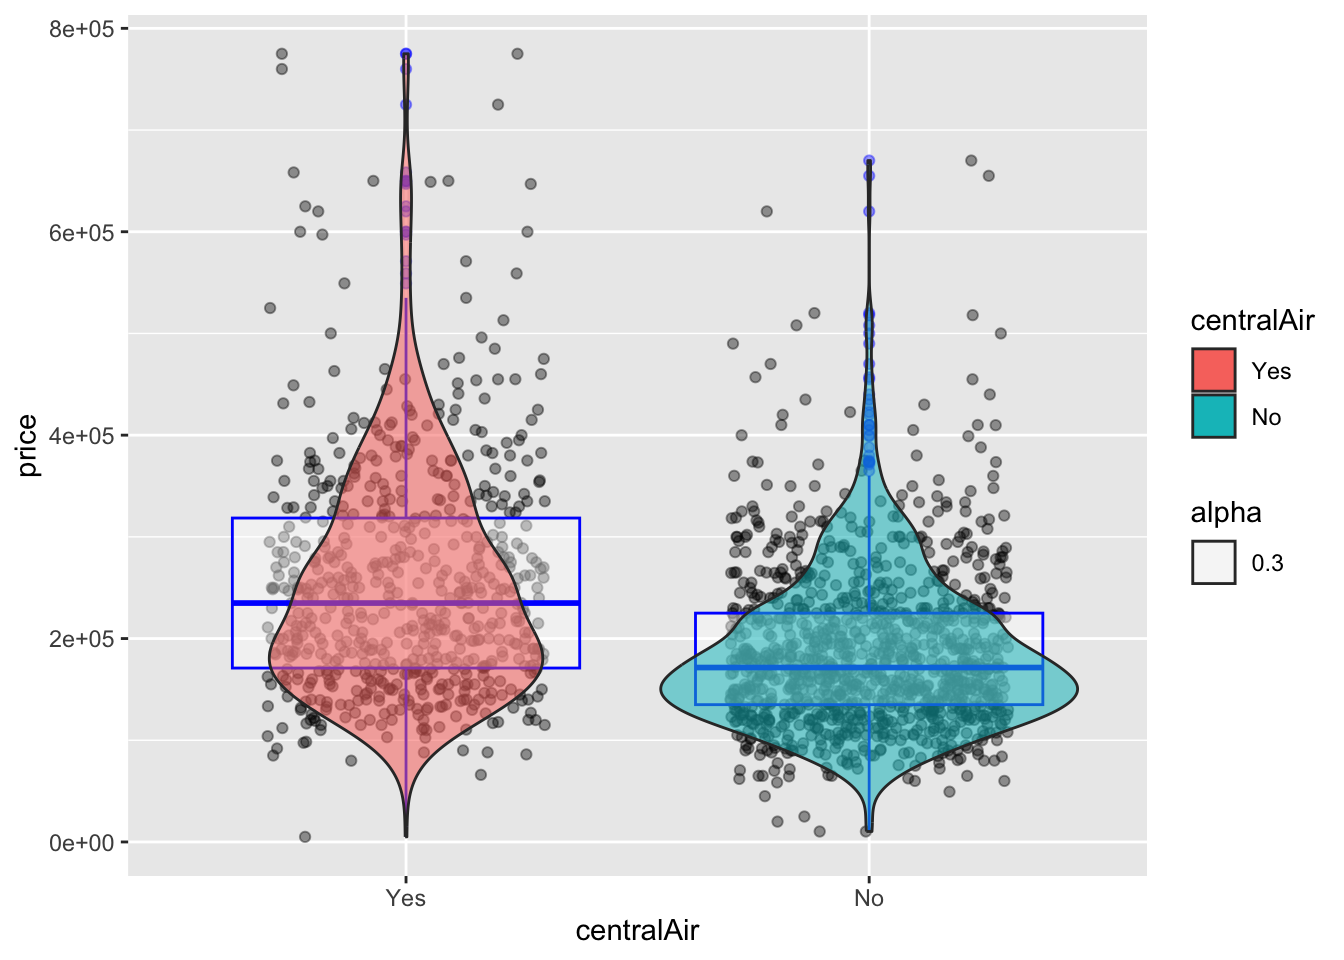 8e+05
6e+05
4e+05
2e+05
0e+00
price
Yes
No
centralAir
centralAir
Yes
No
alpha
0.3